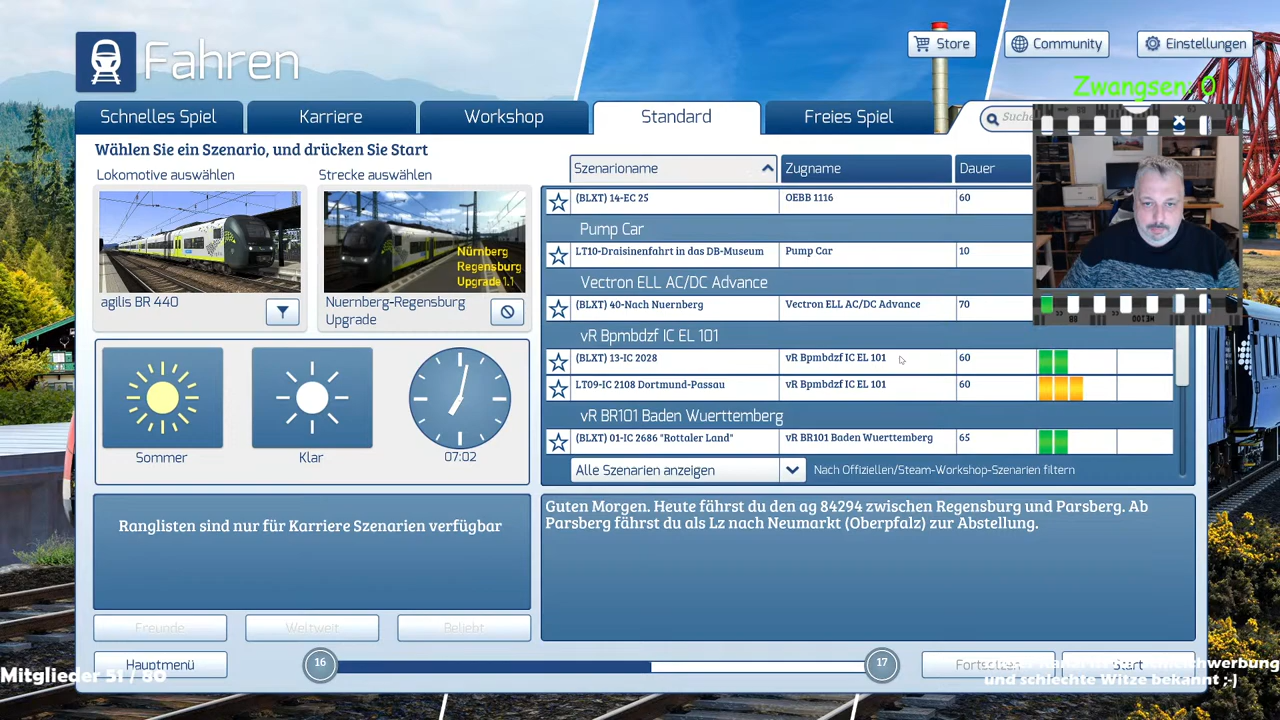 Fahren
Store
Community
Einstellungen
Zwangsen: 0
Schnelles Spiel
Karriere
Workshop
Standard
Freies Spiel
Suche
Wählen Sie ein Szenario, und drücken Sie Start
Lokomotive auswählen
Strecke auswählen
Nürnberg
Regensburg
Upgrade 1.1
agilis BR 440
Nuernberg-Regensburg
Upgrade
Sommer
Klar
07:02
Szenarioname
Zugname
Dauer
(BLXT) 14-EC 25
OEBB 1116
60
Pump Car
LT10-Draisinenfahrt in das DB-Museum
Pump Car
10
Vectron ELL AC/DC Advance
(BLXT) 40-Nach Nuernberg
Vectron ELL AC/DC Advance
70
vR Bpmbdzf IC EL 101
(BLXT) 13-IC 2028
vR Bpmbdzf IC EL 101
60
LT09-IC 2108 Dortmund-Passau
vR Bpmbdzf IC EL 101
60
vR BR101 Baden Wuerttemberg
(BLXT) 01-IC 2686 "Rottaler Land"
vR BR101 Baden Wuerttemberg
65
Alle Szenarien anzeigen
Nach Offiziellen/Steam-Workshop-Szenarien filtern
Ranglisten sind nur für Karriere Szenarien verfügbar
Guten Morgen. Heute fährst du den ag 84294 zwischen Regensburg und Parsberg. Ab
Parsberg fährst du als Lz nach Neumarkt (Oberpfalz) zur Abstellung.
Freunde
Weltweit
Beliebt
Hauptmenü
16
17
Start
Mitglieder 51 / 80
und schlechte Witze bekannt ;-)